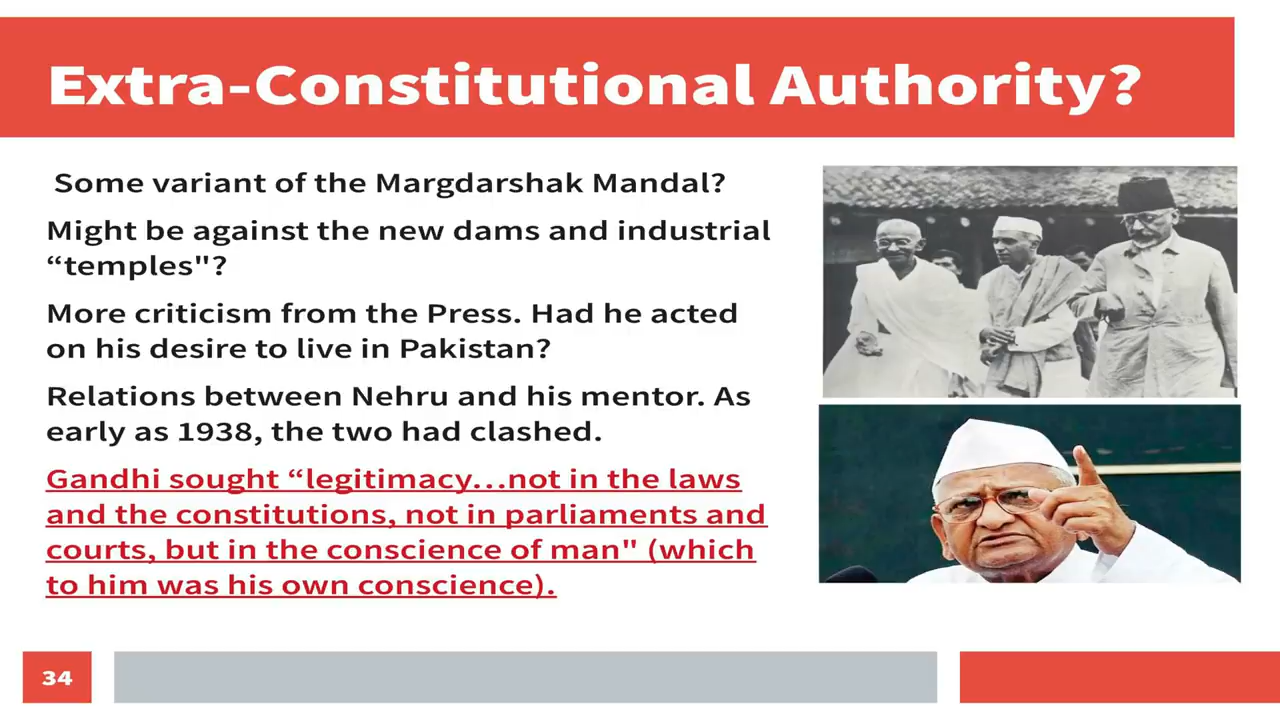 Extra-Constitutional Authority?
Some variant of the Margdarshak Mandal?
Might be against the new dams and industrial
“temples"?
More criticism from the Press. Had he acted
on his desire to live in Pakistan?
Relations between Nehru and his mentor. As
early as 1938, the two had clashed.
Gandhi sought “legitimacy...not in the laws
and the constitutions, not in parliaments and
courts, but in the conscience of man" (which
to him was his own conscience).
34